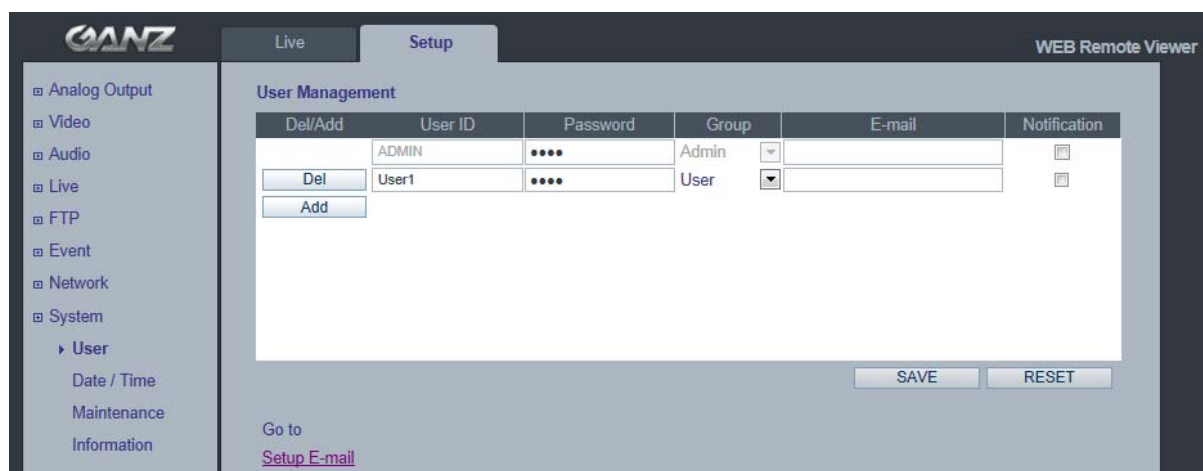 GANZ
Live
Setup
WEB Remote Viewer
Analog Output
Video
Audio
Live
FTP
Event
Network
System
User
Date / Time
Maintenance
Information
User Management
Del/Add User ID Password Group E-mail Notification
ADMIN •••• Admin
Del User1 •••• User
Add
SAVE RESET
Go to
Setup E-mail